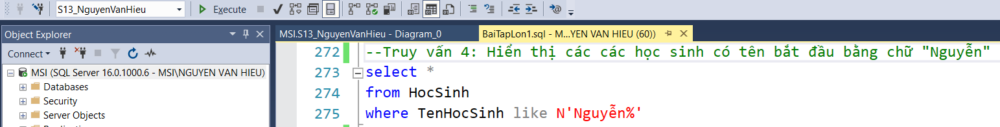 S13_NguyenVanHieu Execute
Object Explorer
Connect
MSI (SQL Server 16.0.1000.6 - MSI\NGUYEN VAN HIEU)
Databases
Security
Server Objects
MSI.S13_NguyenVanHieu - Diagram_0 BaiTapLon1.sql - M...YEN VAN HIEU (60))
272 --Truy vấn 4: Hiển thị các các học sinh có tên bắt đầu bằng chữ "Nguyễn"
273 select *
274 from HocSinh
275 where TenHocSinh like N'Nguyễn%'